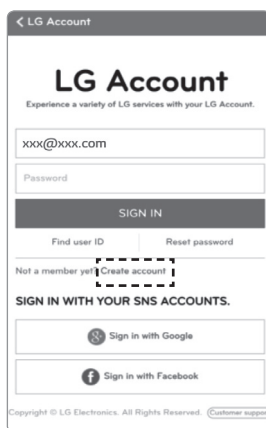 LG Account
LG Account
Experience a variety of LG services with your LG Account.
xxx@xxx.com
Password
SIGN IN
Find user ID Reset password
Not a member yet? Create account
SIGN IN WITH YOUR SNS ACCOUNTS.
Sign in with Google
Sign in with Facebook
Copyright © LG Electronics. All Rights Reserved. Customer suppor